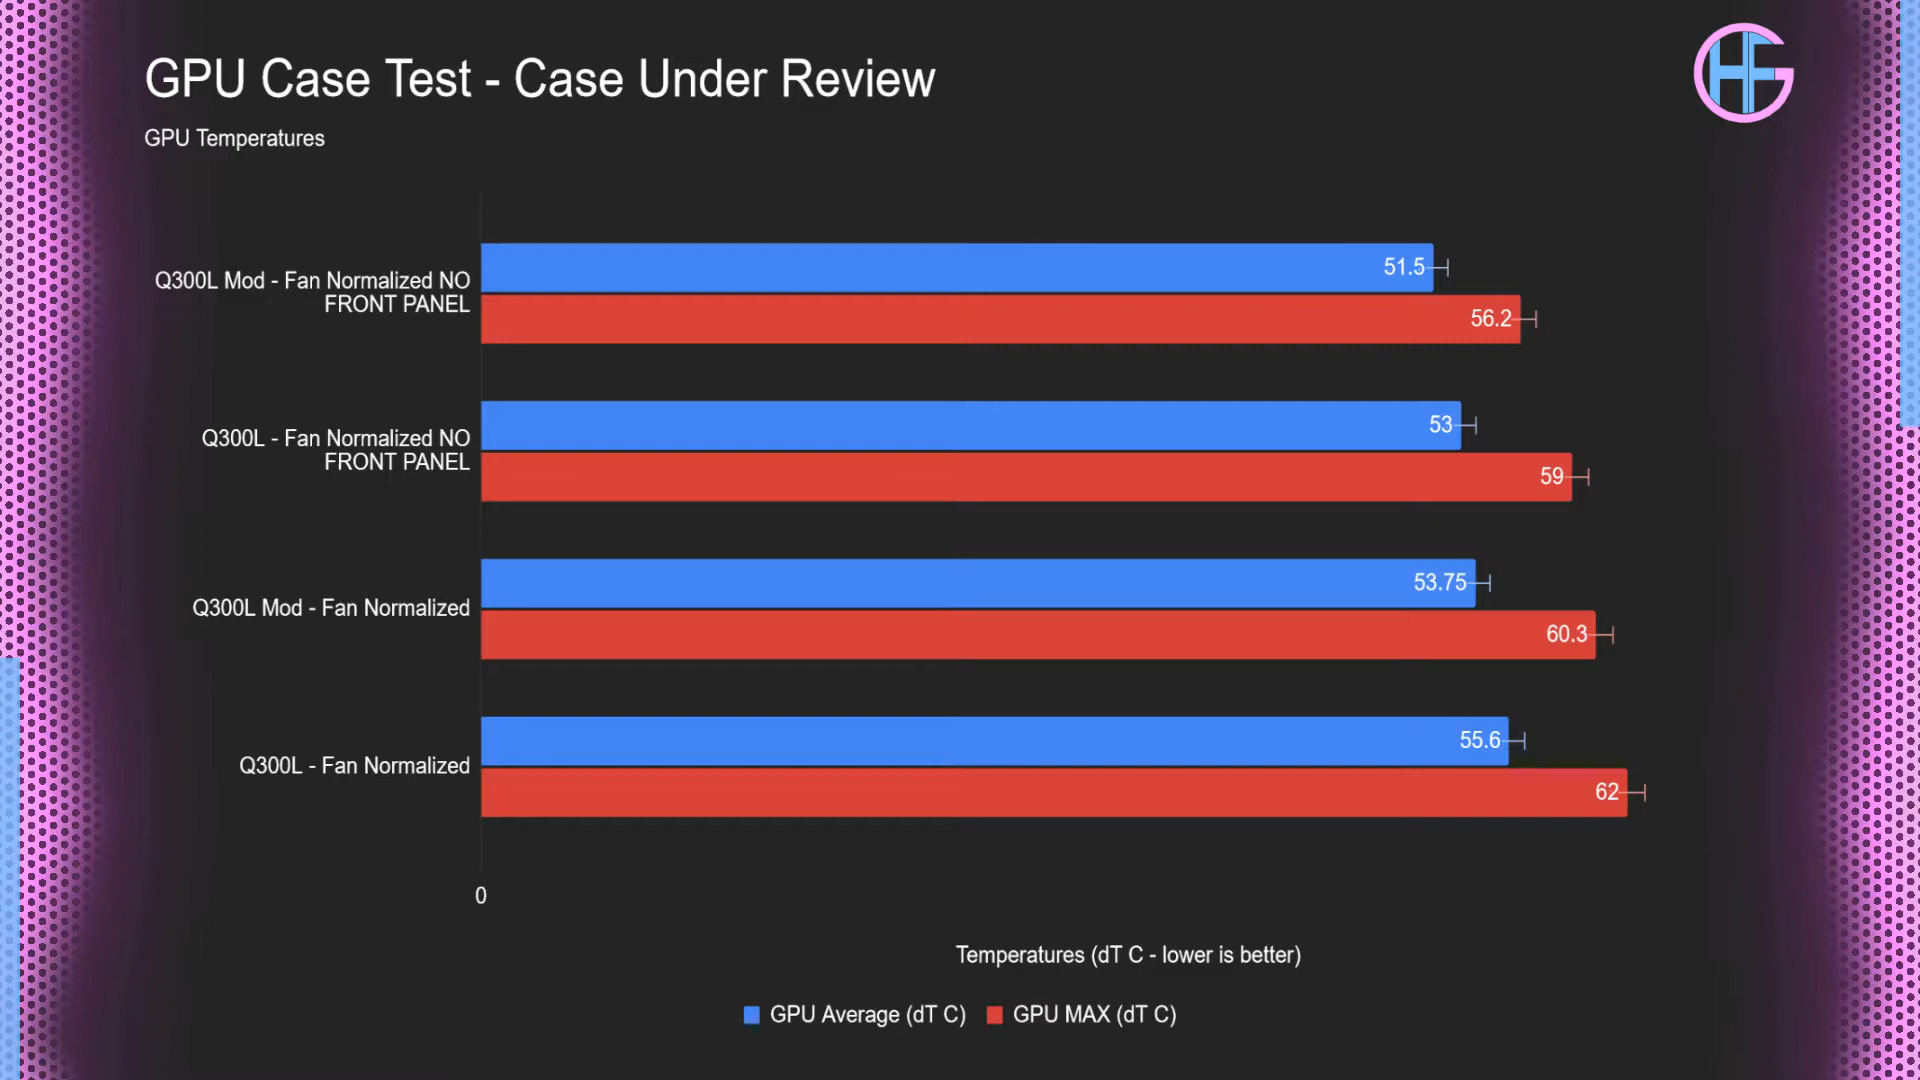 GPU Case Test - Case Under Review
GPU Temperatures
HFG
Q300L Mod - Fan Normalized NO
FRONT PANEL
51.5
56.2
Q300L - Fan Normalized NO
FRONT PANEL
53
59
Q300L Mod - Fan Normalized
53.75
60.3
Q300L - Fan Normalized
55.6
62
0
Temperatures (dT C - lower is better)
GPU Average (dT C)
GPU MAX (dT C)